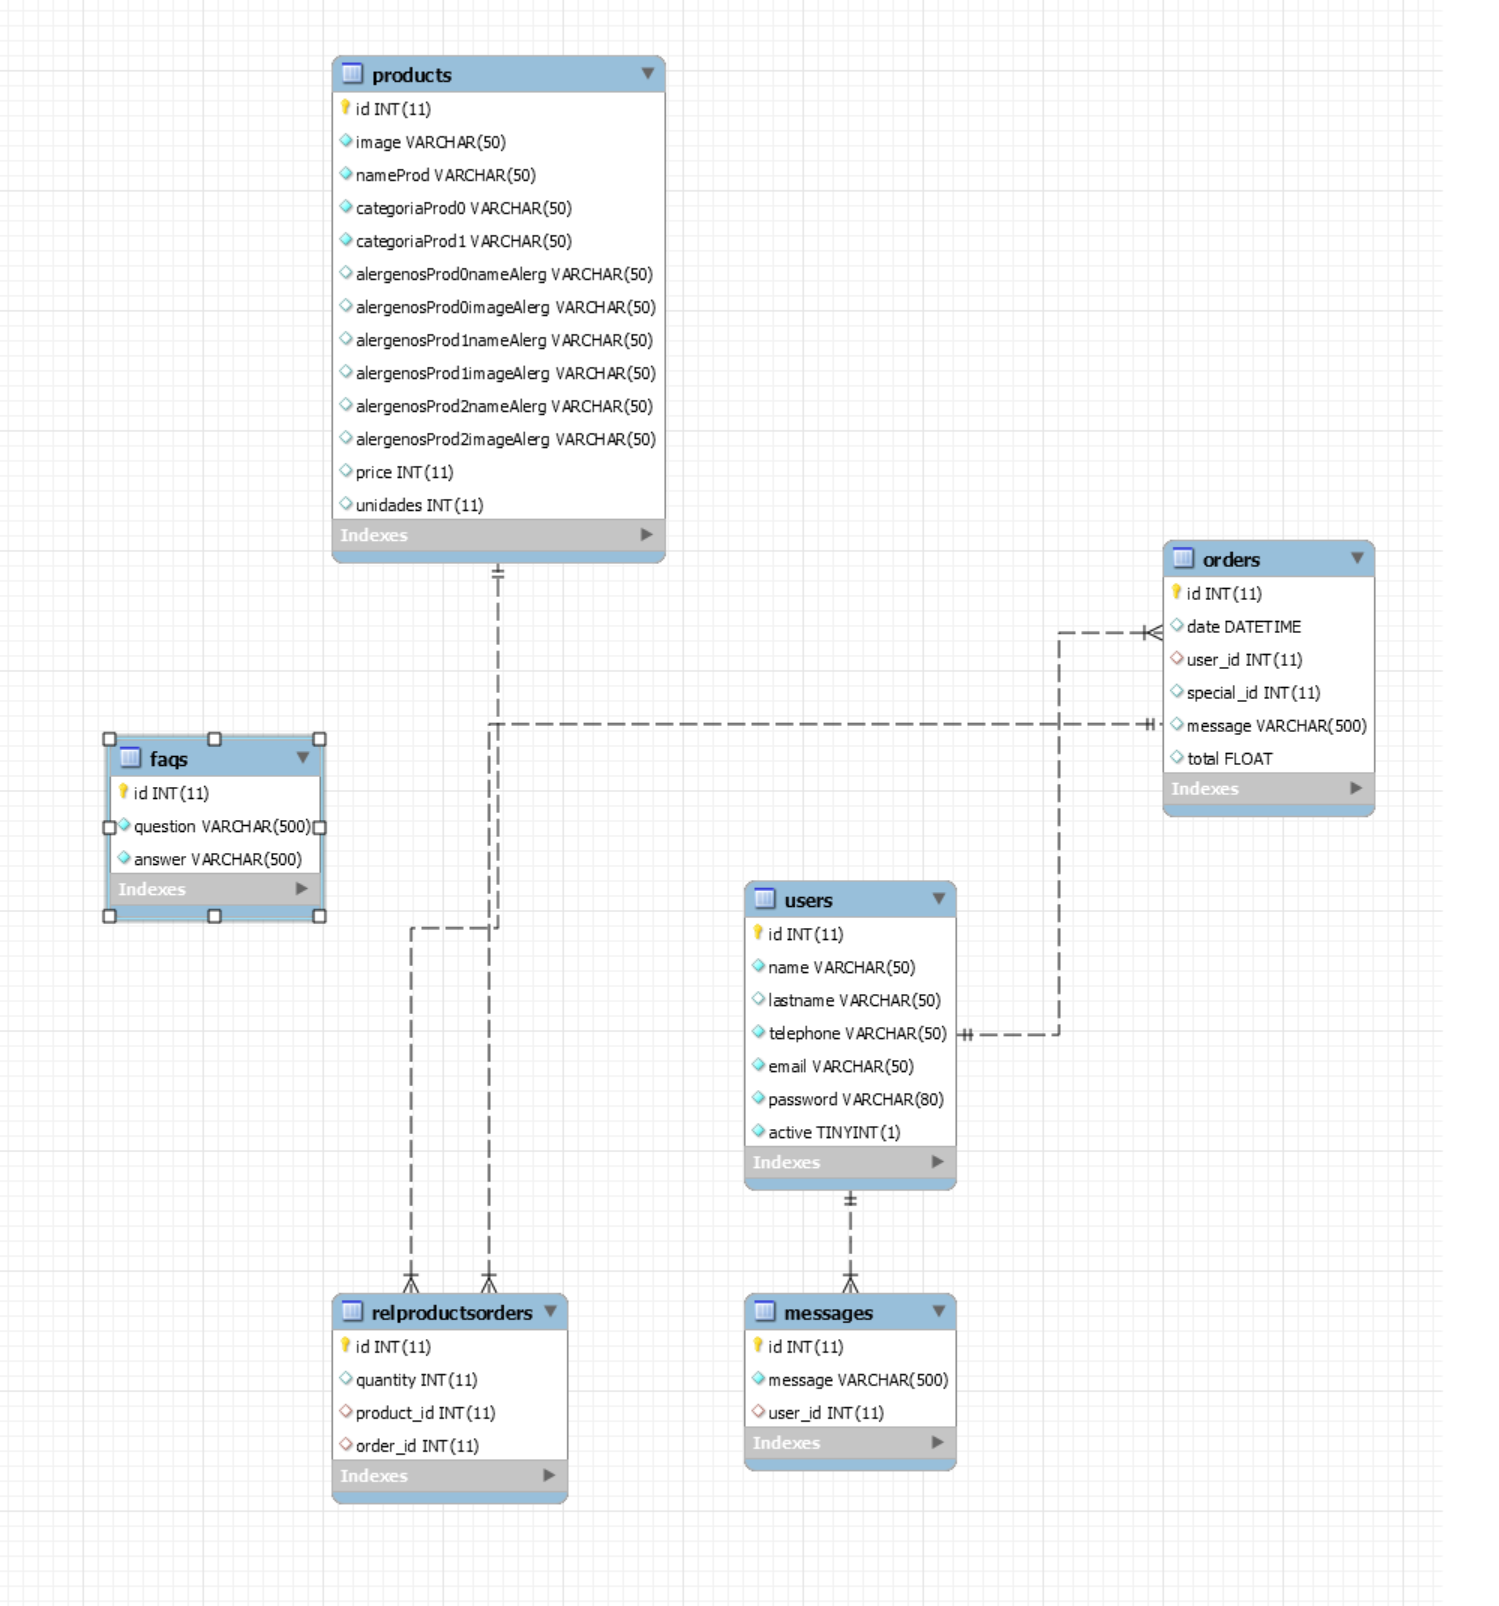 products
id INT(11)
image VARCHAR(50)
nameProd VARCHAR(50)
categoriaProd0 VARCHAR(50)
categoriaProd1 VARCHAR(50)
alergenosProd0nameAlerg VARCHAR(50)
alergenosProd0imageAlerg VARCHAR(50)
alergenosProd1nameAlerg VARCHAR(50)
alergenosProd1imageAlerg VARCHAR(50)
alergenosProd2nameAlerg VARCHAR(50)
alergenosProd2imageAlerg VARCHAR(50)
price INT(11)
unidades INT(11)
Indexes
orders
id INT(11)
date DATETIME
user_id INT(11)
special_id INT(11)
message VARCHAR(500)
total FLOAT
Indexes
faqs
id INT(11)
question VARCHAR(500)
answer VARCHAR(500)
Indexes
users
id INT(11)
name VARCHAR(50)
lastname VARCHAR(50)
telephone VARCHAR(50)
email VARCHAR(50)
password VARCHAR(80)
active TINYINT(1)
Indexes
relproductsorders
id INT(11)
quantity INT(11)
product_id INT(11)
order_id INT(11)
Indexes
messages
id INT(11)
message VARCHAR(500)
user_id INT(11)
Indexes